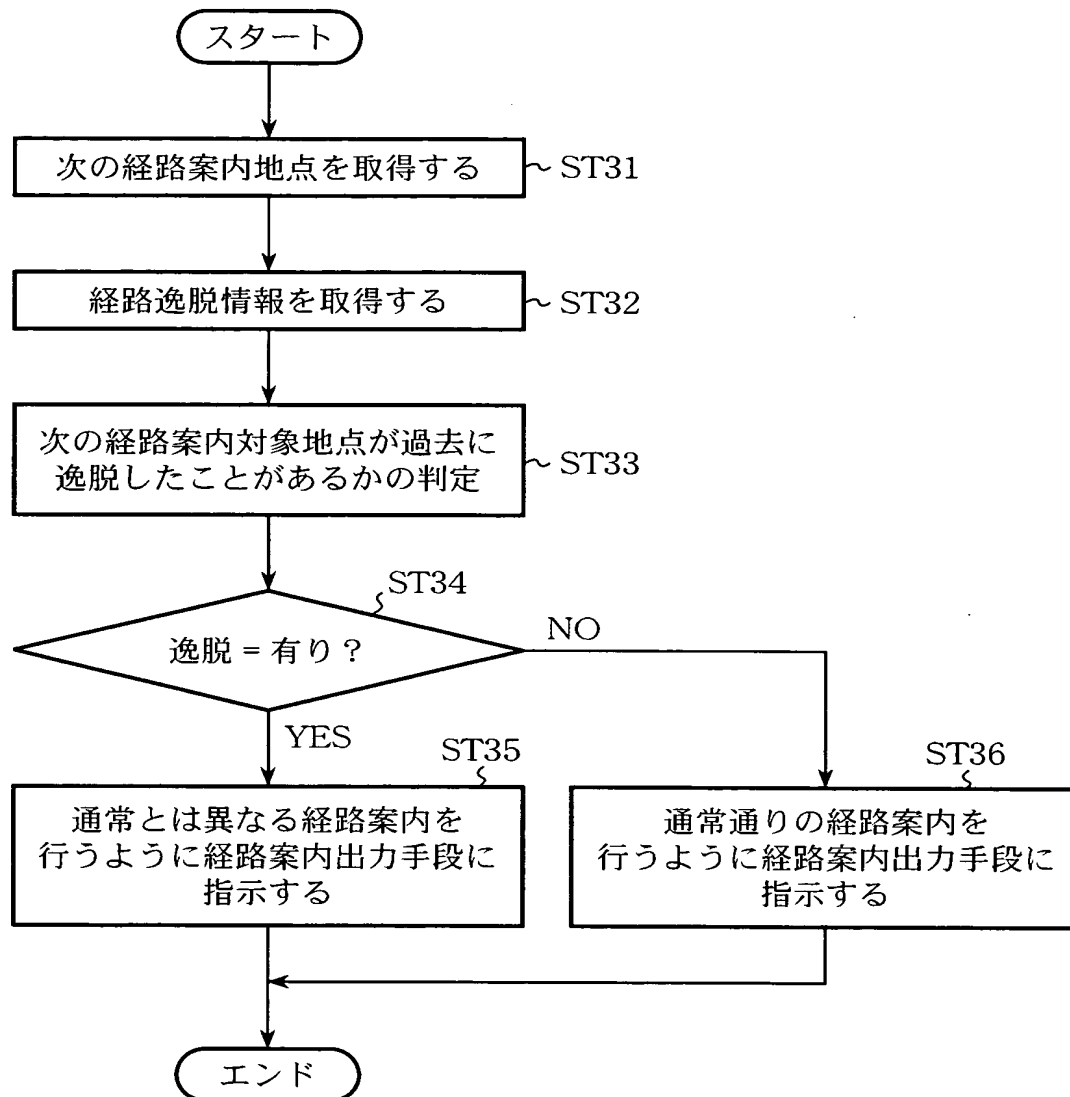 スタート
次の経路案内地点を取得する
ST31
経路逸脱情報を取得する
ST32
次の経路案内対象地点が過去に
逸脱したことがあるかの判定
ST33
ST34
逸脱 = 有り？
NO
YES
ST35
通常とは異なる経路案内を
行うように経路案内出力手段に
指示する
ST36
通常通りの経路案内を
行うように経路案内出力手段に
指示する
エンド